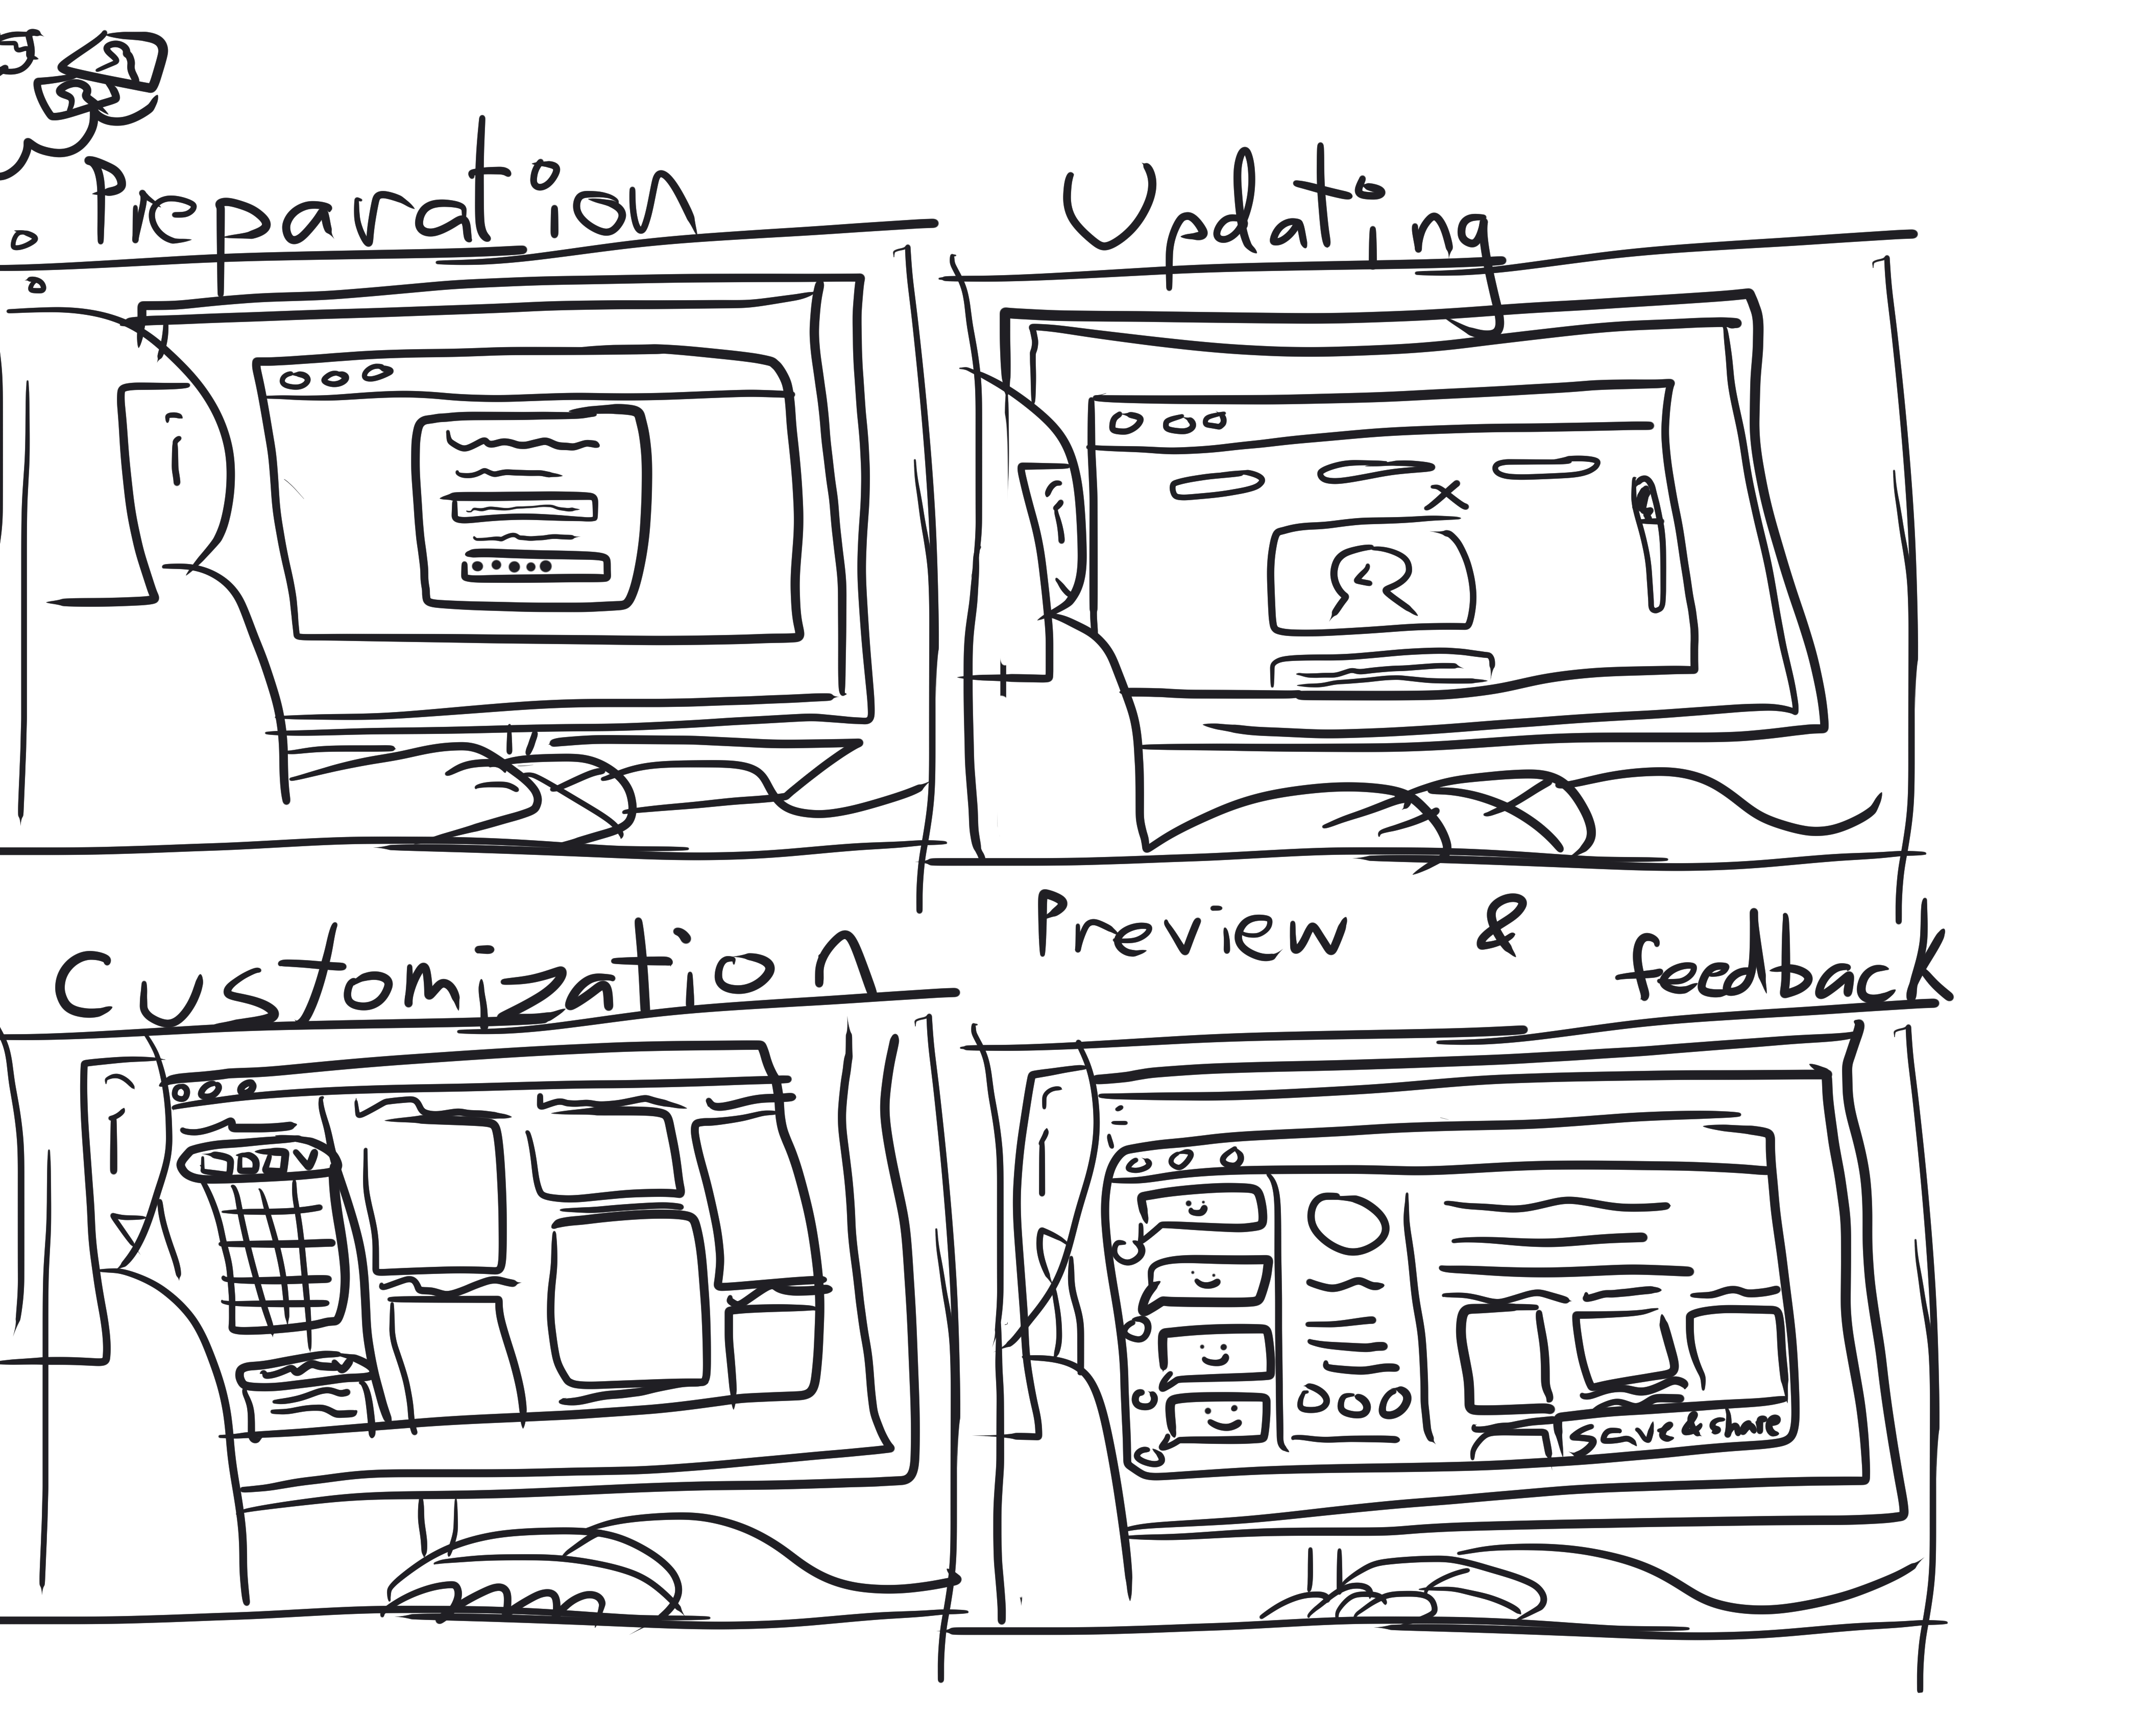 Preparation
Updating
Customization
Preview & feedback
Save & share